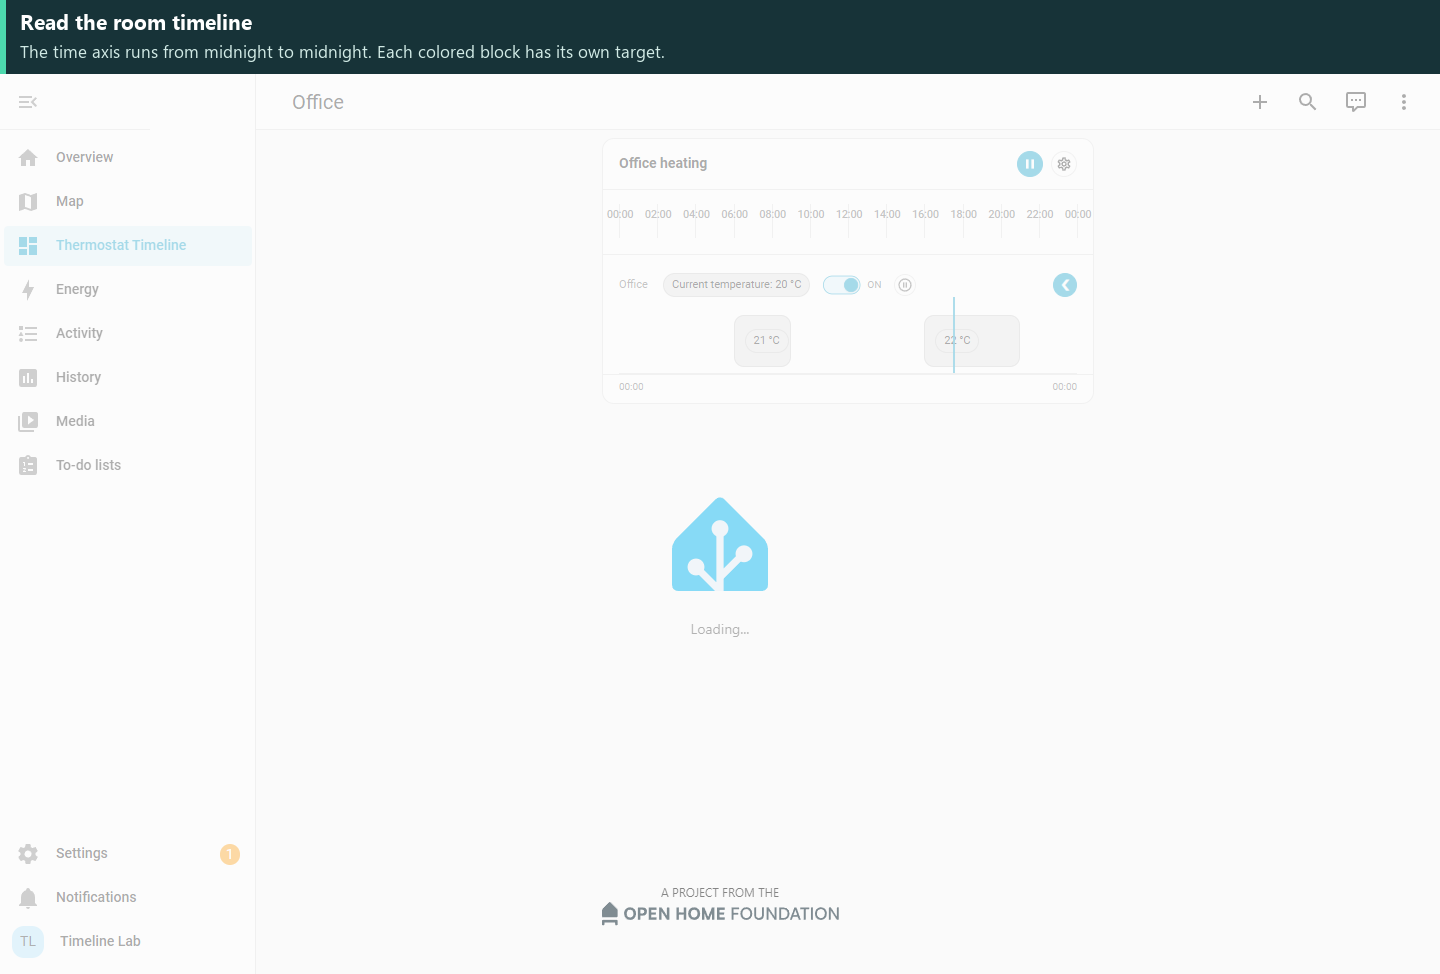 Read the room timeline
The time axis runs from midnight to midnight. Each colored block has its own target.
Office
Overview
Map
Thermostat Timeline
Energy
Activity
History
Media
To-do lists
Office heating
00:00 02:00 04:00 06:00 08:00 10:00 12:00 14:00 16:00 18:00 20:00 22:00 00:00
Office Current temperature: 20 °C ON
21 °C 22 °C
00:00 00:00
Loading...
Settings 1
Notifications
TL Timeline Lab
A PROJECT FROM THE
OPEN HOME FOUNDATION